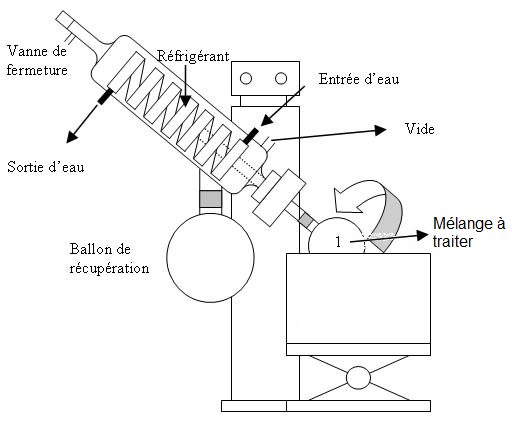 Vanne de
fermeture
Réfrigérant
Entrée d'eau
Vide
Sortie d'eau
Mélange à
traiter
1
Ballon de
récupération